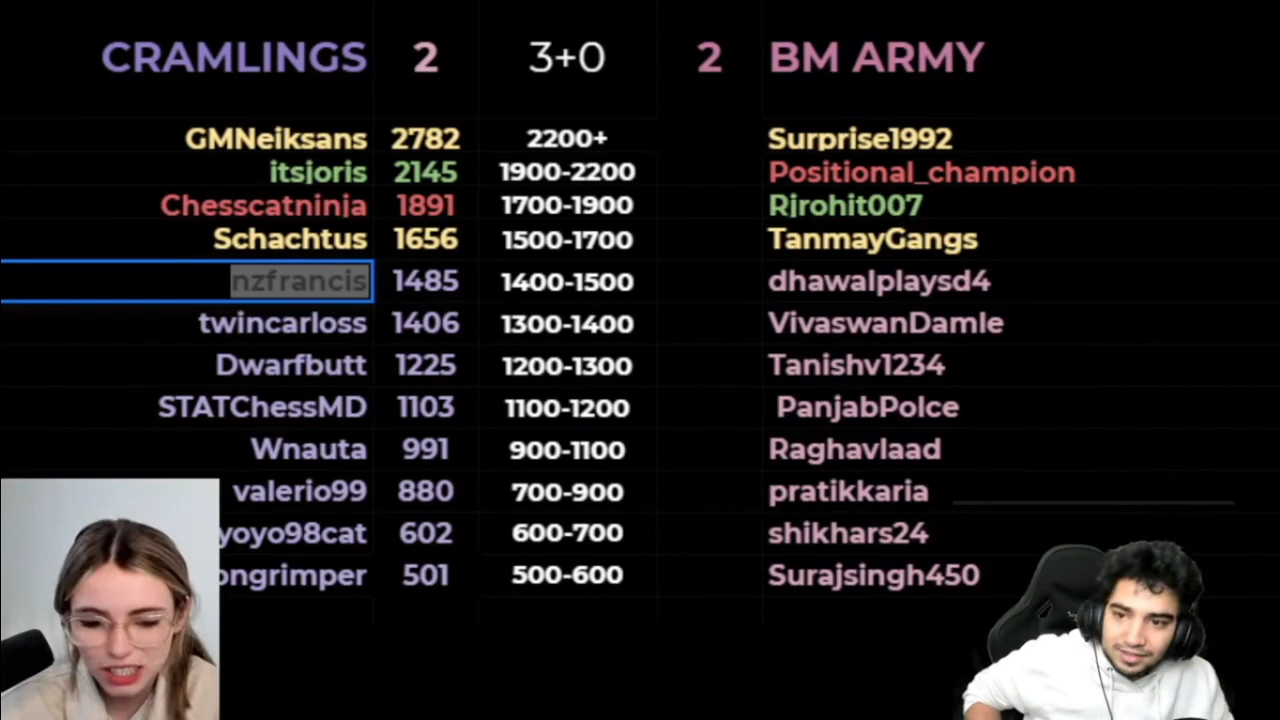 CRAMLINGS 2 3+0 2 BM ARMY
GMNeiksans 2782 2200+ Surprise1992
itsjoris 2145 1900-2200 Positional_champion
Chesscatninja 1891 1700-1900 Rjrohit007
Schachtus 1656 1500-1700 TanmayGangs
nzfrancis 1485 1400-1500 dhawalplaysd4
twincarloss 1406 1300-1400 VivaswanDamle
Dwarfbutt 1225 1200-1300 Tanishv1234
STATChessMD 1103 1100-1200 PanjabPolce
Wnauta 991 900-1100 Raghavlaad
valerio99 880 700-900 pratikkaria
yoyo98cat 602 600-700 shikhars24
ongrimper 501 500-600 Surajsingh450